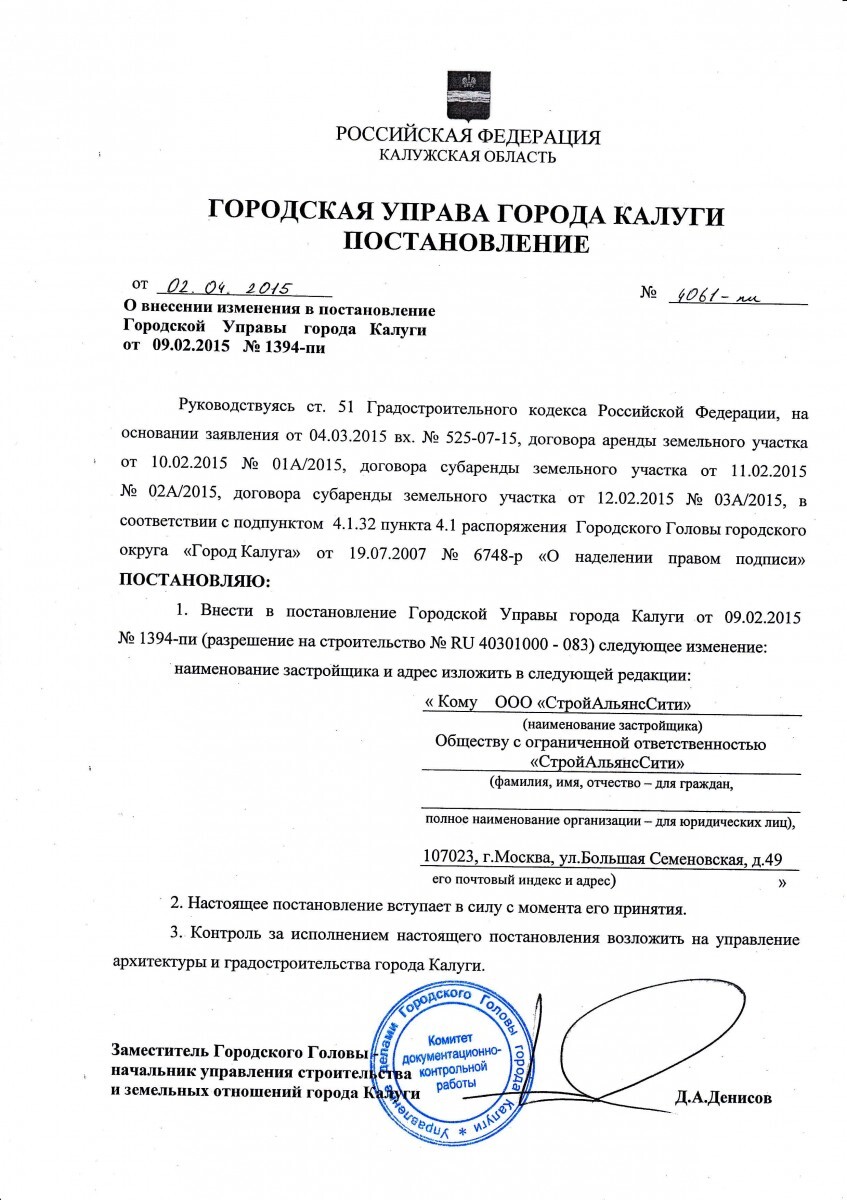 РОССИЙСКАЯ ФЕДЕРАЦИЯ
КАЛУЖСКАЯ ОБЛАСТЬ
ГОРОДСКАЯ УПРАВА ГОРОДА КАЛУГИ
ПОСТАНОВЛЕНИЕ
от 02.04.2015 № 4061-пи
О внесении изменения в постановление
Городской Управы города Калуги
от 09.02.2015 № 1394-пи
Руководствуясь ст. 51 Градостроительного кодекса Российской Федерации, на
основании заявления от 04.03.2015 вх. № 525-07-15, договора аренды земельного участка
от 10.02.2015 № 01А/2015, договора субаренды земельного участка от 11.02.2015
№ 02А/2015, договора субаренды земельного участка от 12.02.2015 № 03А/2015, в
соответствии с подпунктом 4.1.32 пункта 4.1 распоряжения Городского Головы городского
округа «Город Калуга» от 19.07.2007 № 6748-р «О наделении правом подписи»
ПОСТАНОВЛЯЮ:
1. Внести в постановление Городской Управы города Калуги от 09.02.2015
№ 1394-пи (разрешение на строительство № RU 40301000 - 083) следующее изменение:
наименование застройщика и адрес изложить в следующей редакции:
« Кому ООО «СтройАльянсСити»
(наименование застройщика)
Обществу с ограниченной ответственностью
«СтройАльянсСити»
(фамилия, имя, отчество – для граждан,
полное наименование организации – для юридических лиц),
107023, г.Москва, ул.Большая Семеновская, д.49
его почтовый индекс и адрес) »
2. Настоящее постановление вступает в силу с момента его принятия.
3. Контроль за исполнением настоящего постановления возложить на управление
архитектуры и градостроительства города Калуги.
Заместитель Городского Головы -
начальник управления строительства
и земельных отношений города Калуги
Д.А.Денисов
Управление делами Городского Головы города Калуги *
Комитет
документационно-
контрольной
работы